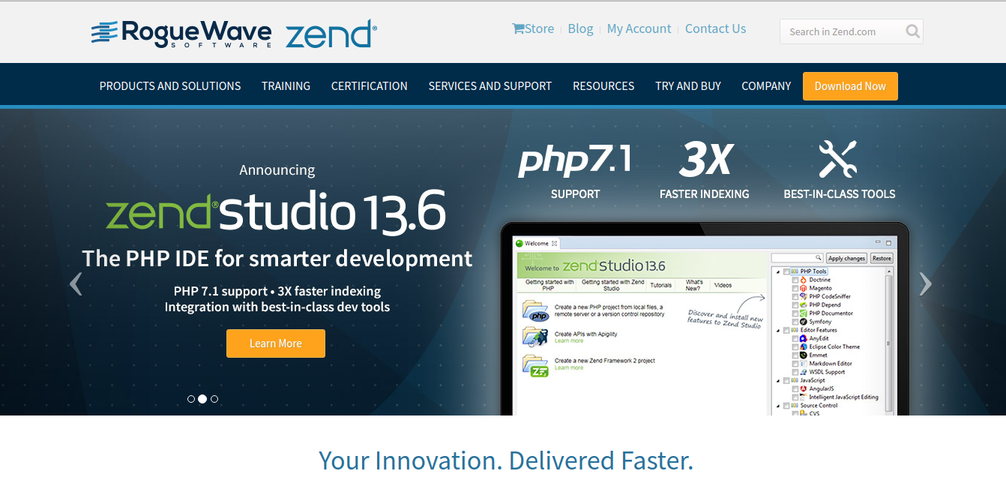 RogueWave
SOFTWARE
zend®
Store
Blog
My Account
Contact Us
Search in Zend.com
PRODUCTS AND SOLUTIONS
TRAINING
CERTIFICATION
SERVICES AND SUPPORT
RESOURCES
TRY AND BUY
COMPANY
Download Now
Announcing
zend® studio 13.6
The PHP IDE for smarter development
PHP 7.1 support • 3X faster indexing
Integration with best-in-class dev tools
Learn More
php7.1
SUPPORT
3X
FASTER INDEXING
BEST-IN-CLASS TOOLS
Welcome
Welcome to zend studio 13.6
Getting started with PHP
Getting started with Zend Studio
Tutorials
What's New?
Videos
Create a new PHP project from local files, a
remote server or a version control repository
php
Create APIs with Apigility
Learn more
Create a new Zend Framework 2 project
Learn more
Discover and install new
features to Zend Studio
Apply changes
Restore
PHP Tools
Doctrine
Magento
PHP CodeSniffer
PHP Depend
PHP Documentor
Symfony
Editor Features
AnyEdit
Eclipse Color Theme
Emmet
Markdown Editor
WSDL Support
JavaScript
AngularJS
Intelligent JavaScript Editing
Source Control
CVS
Your Innovation. Delivered Faster.